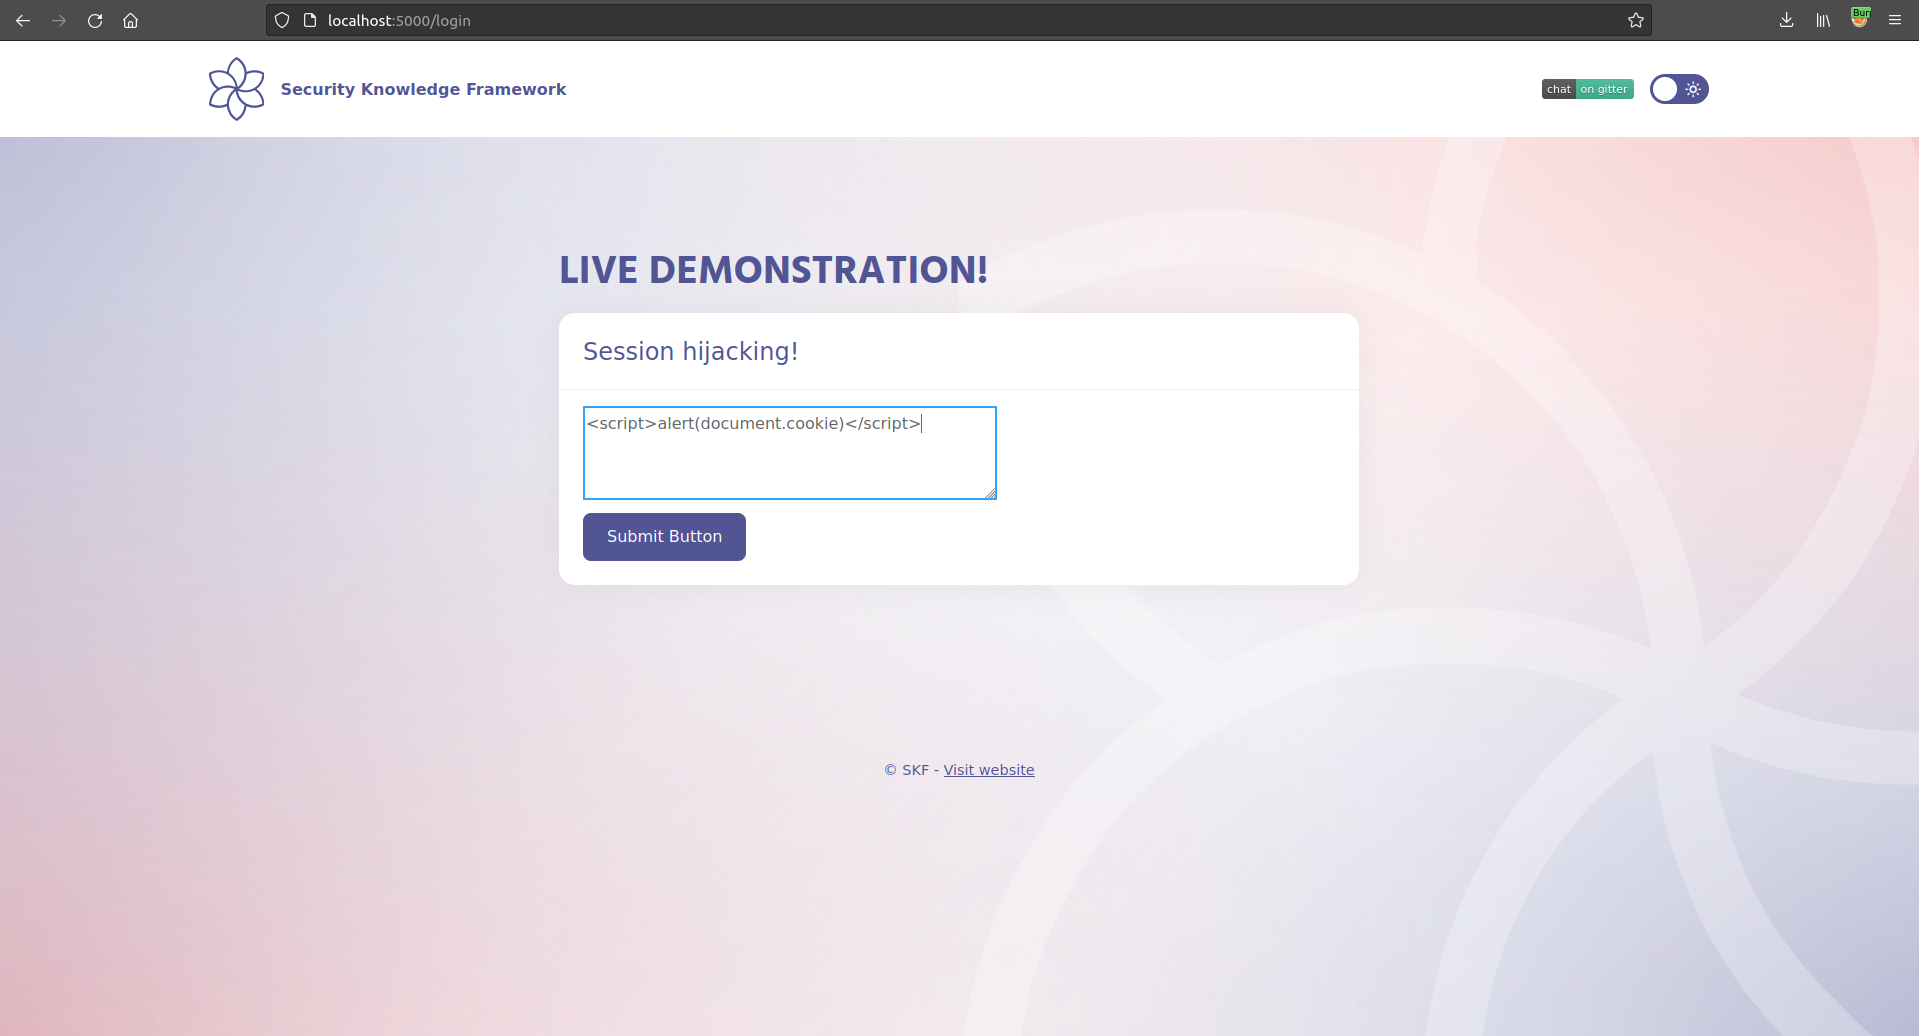 localhost:5000/login
Bur
Security Knowledge Framework
chat on gitter
LIVE DEMONSTRATION!
Session hijacking!
<script>alert(document.cookie)</script>
Submit Button
© SKF - Visit website